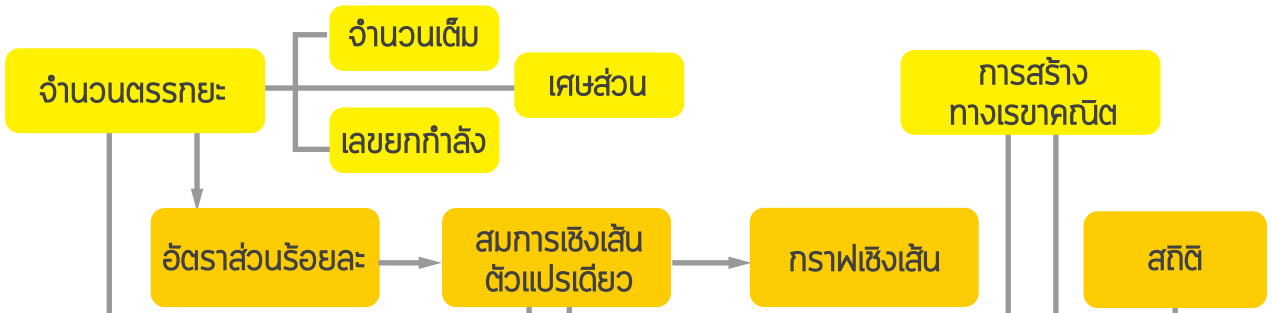 จำนวนเต็ม
จำนวนตรรกยะ
เศษส่วน
เลขยกกำลัง
การสร้าง
ทางเรขาคณิต
อัตราส่วนร้อยละ
สมการเชิงเส้น
ตัวแปรเดียว
กราฟเชิงเส้น
สถิติ